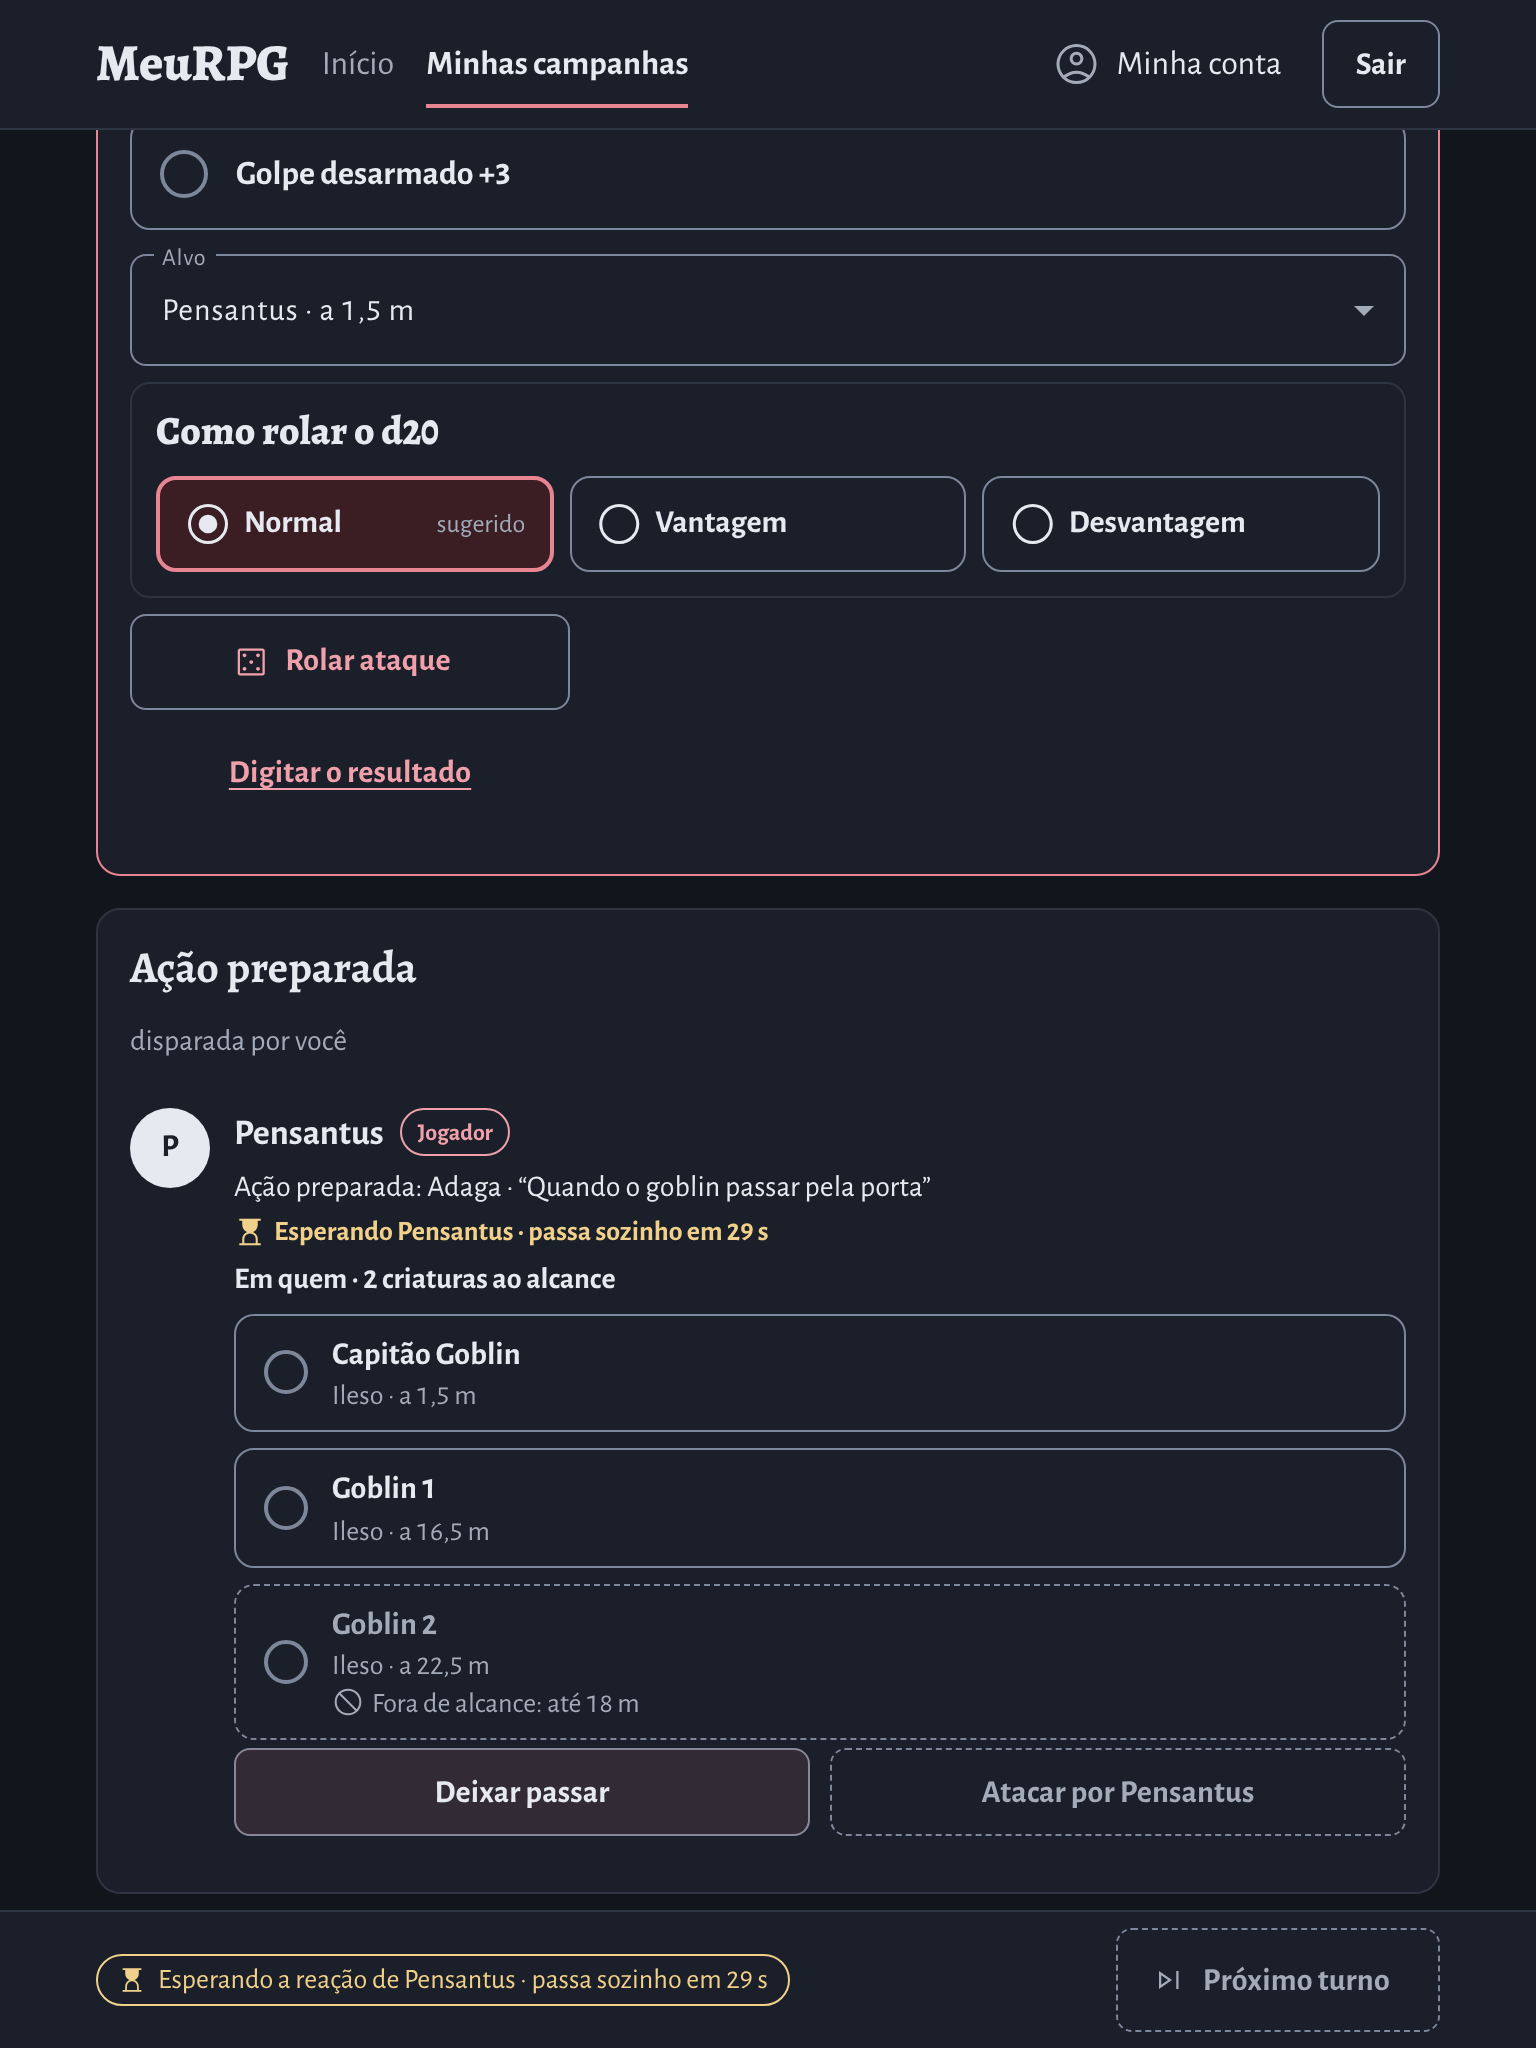 MeuRPG Início Minhas campanhas Minha conta Sair
Golpe desarmado +3
Alvo
Pensantus · a 1,5 m
Como rolar o d20
Normal sugerido Vantagem Desvantagem
Rolar ataque
Digitar o resultado
Ação preparada
disparada por você
P
Pensantus Jogador
Ação preparada: Adaga · “Quando o goblin passar pela porta”
Esperando Pensantus · passa sozinho em 29 s
Em quem · 2 criaturas ao alcance
Capitão Goblin
Ileso · a 1,5 m
Goblin 1
Ileso · a 16,5 m
Goblin 2
Ileso · a 22,5 m
Fora de alcance: até 18 m
Deixar passar Atacar por Pensantus
Esperando a reação de Pensantus · passa sozinho em 29 s Próximo turno